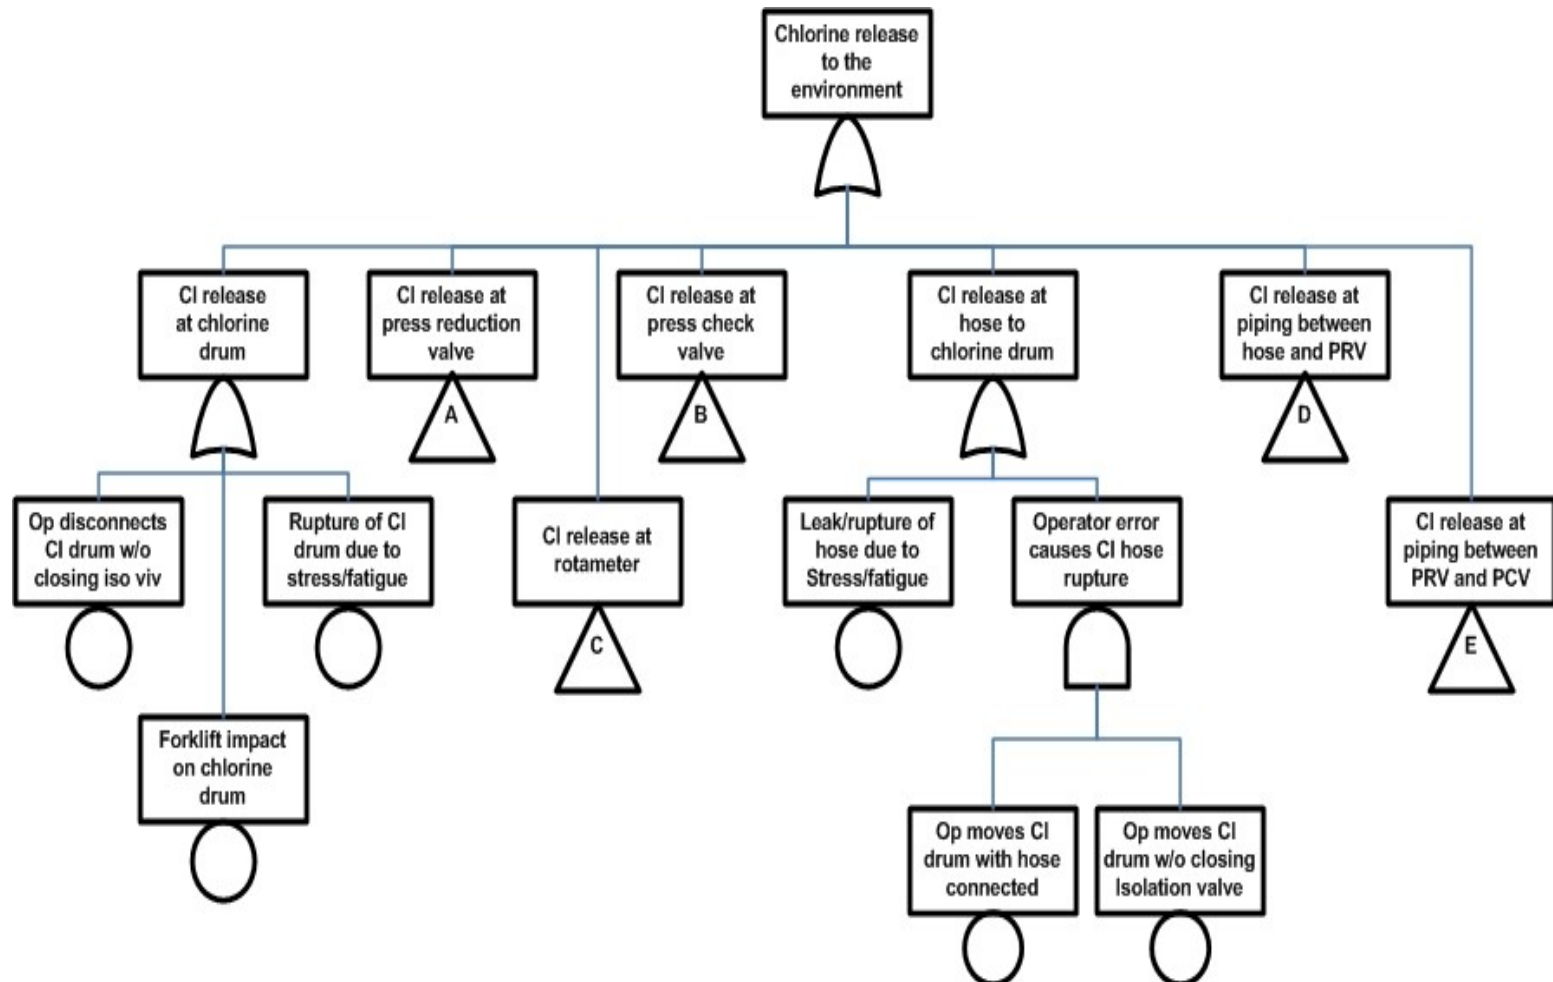 Chlorine release
to the
environment
Cl release
at chlorine
drum
Cl release at
press reduction
valve
Cl release at
press check
valve
Cl release at
hose to
chlorine drum
Cl release at
piping between
hose and PRV
A
B
D
Op disconnects
Cl drum w/o
closing iso viv
Rupture of Cl
drum due to
stress/fatigue
Cl release at
rotameter
Leak/rupture of
hose due to
Stress/fatigue
Operator error
causes Cl hose
rupture
Cl release at
piping between
PRV and PCV
C
E
Forklift impact
on chlorine
drum
Op moves Cl
drum with hose
connected
Op moves Cl
drum w/o closing
Isolation valve